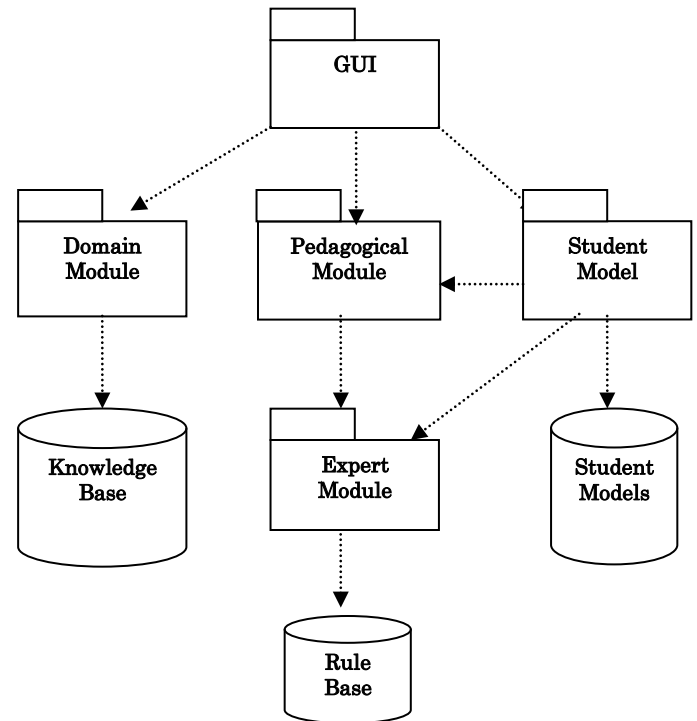 GUI
Domain
Module
Pedagogical
Module
Student
Model
Knowledge
Base
Expert
Module
Student
Models
Rule
Base